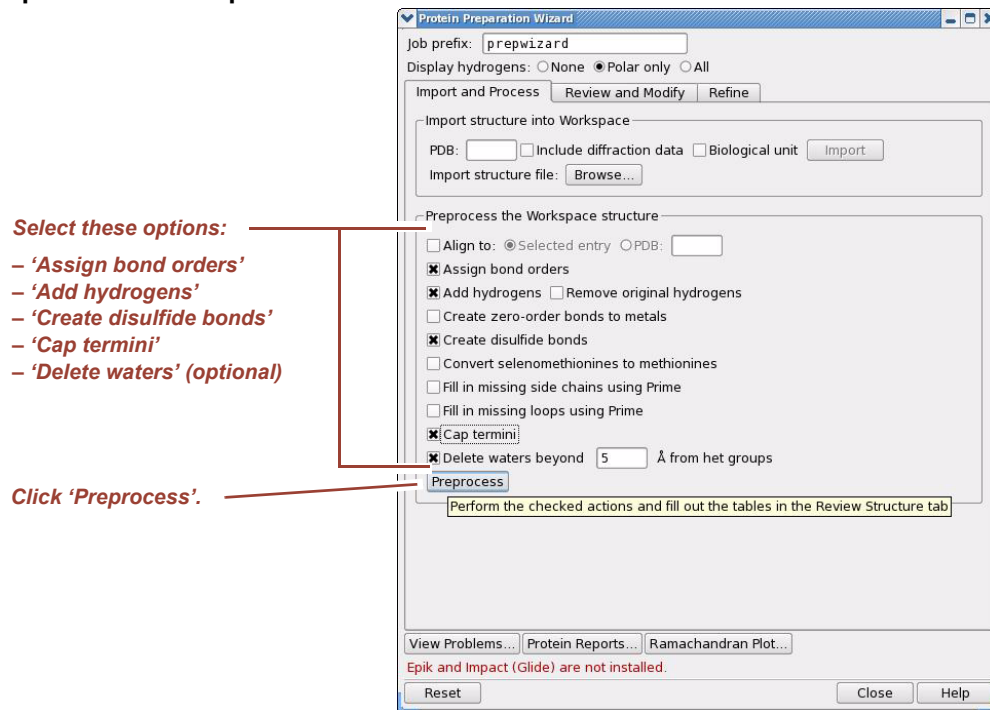 Protein Preparation Wizard
Job prefix: prepwizard
Display hydrogens: None Polar only All
Import and Process Review and Modify Refine
Import structure into Workspace
PDB: Include diffraction data Biological unit Import
Import structure file: Browse...
Preprocess the Workspace structure
Select these options:
– ‘Assign bond orders’
– ‘Add hydrogens’
– ‘Create disulfide bonds’
– ‘Cap termini’
– ‘Delete waters’ (optional)
Align to: Selected entry PDB:
Assign bond orders
Add hydrogens Remove original hydrogens
Create zero-order bonds to metals
Create disulfide bonds
Convert selenomethionines to methionines
Fill in missing side chains using Prime
Fill in missing loops using Prime
Cap termini
Delete waters beyond 5 Å from het groups
Click ‘Preprocess’.
Preprocess
Perform the checked actions and fill out the tables in the Review Structure tab
View Problems... Protein Reports... Ramachandran Plot...
Epik and Impact (Glide) are not installed.
Reset Close Help